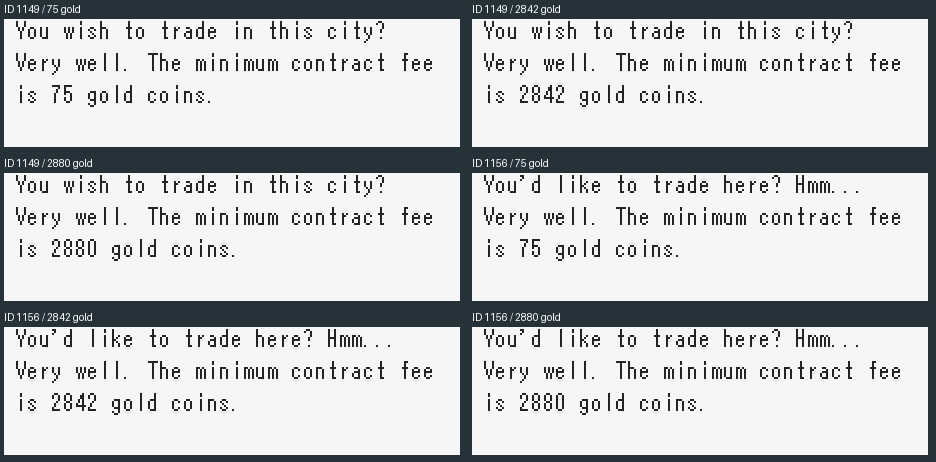 ID 1149 / 75 gold
You wish to trade in this city?
Very well. The minimum contract fee
is 75 gold coins.
ID 1149 / 2842 gold
You wish to trade in this city?
Very well. The minimum contract fee
is 2842 gold coins.
ID 1149 / 2880 gold
You wish to trade in this city?
Very well. The minimum contract fee
is 2880 gold coins.
ID 1156 / 75 gold
You'd like to trade here? Hmm...
Very well. The minimum contract fee
is 75 gold coins.
ID 1156 / 2842 gold
You'd like to trade here? Hmm...
Very well. The minimum contract fee
is 2842 gold coins.
ID 1156 / 2880 gold
You'd like to trade here? Hmm...
Very well. The minimum contract fee
is 2880 gold coins.